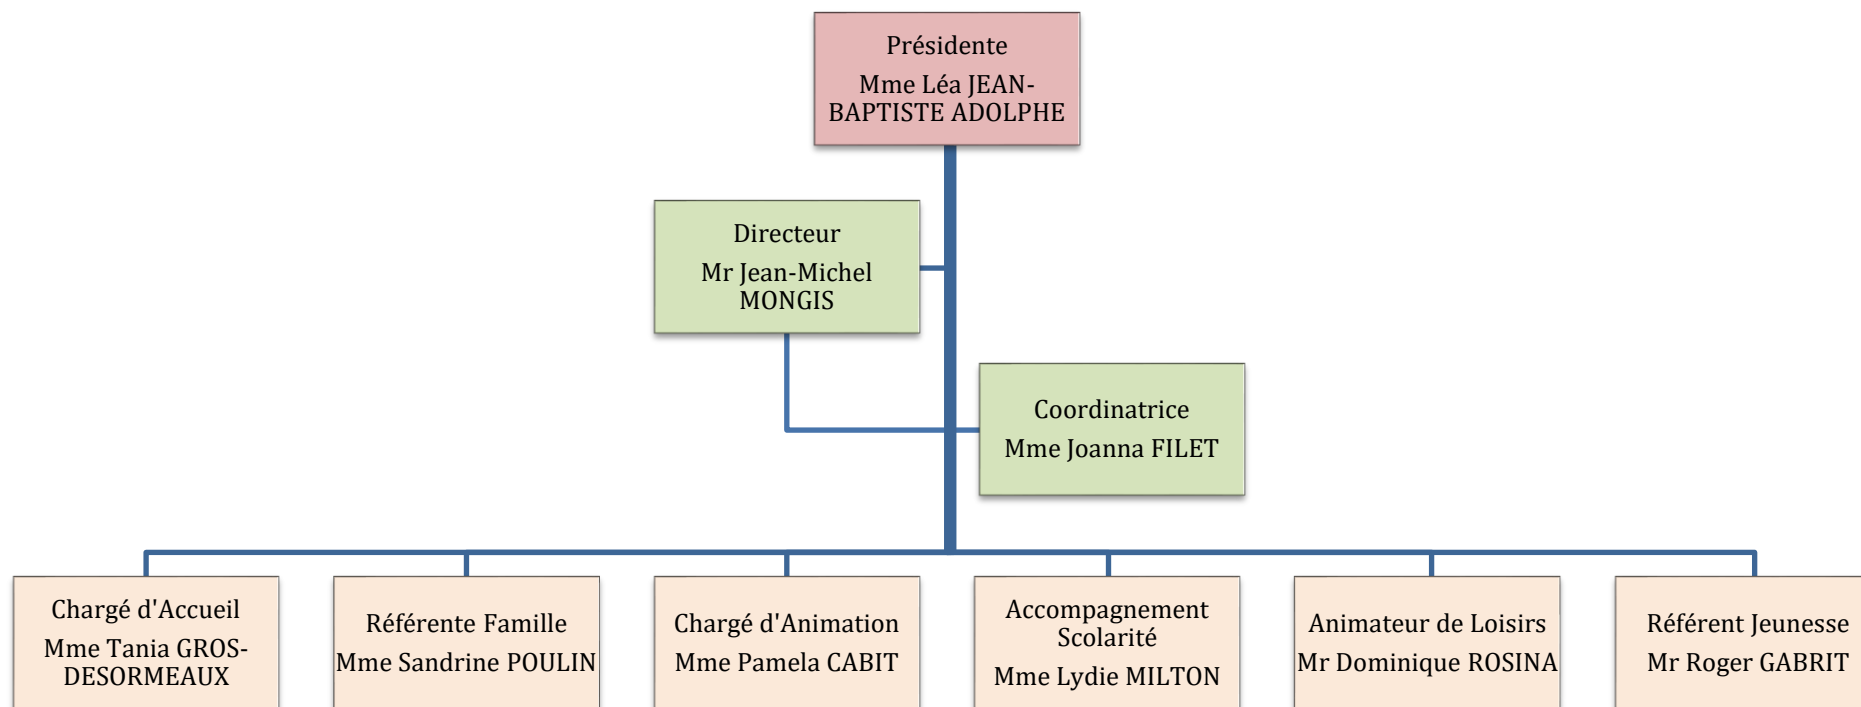 Présidente
Mme Léa JEAN-
BAPTISTE ADOLPHE
Directeur
Mr Jean-Michel
MONGIS
Coordinatrice
Mme Joanna FILET
Chargé d'Accueil
Mme Tania GROS-
DESORMEAUX
Référente Famille
Mme Sandrine POULIN
Chargé d'Animation
Mme Pamela CABIT
Accompagnement
Scolarité
Mme Lydie MILTON
Animateur de Loisirs
Mr Dominique ROSINA
Référent Jeunesse
Mr Roger GABRIT